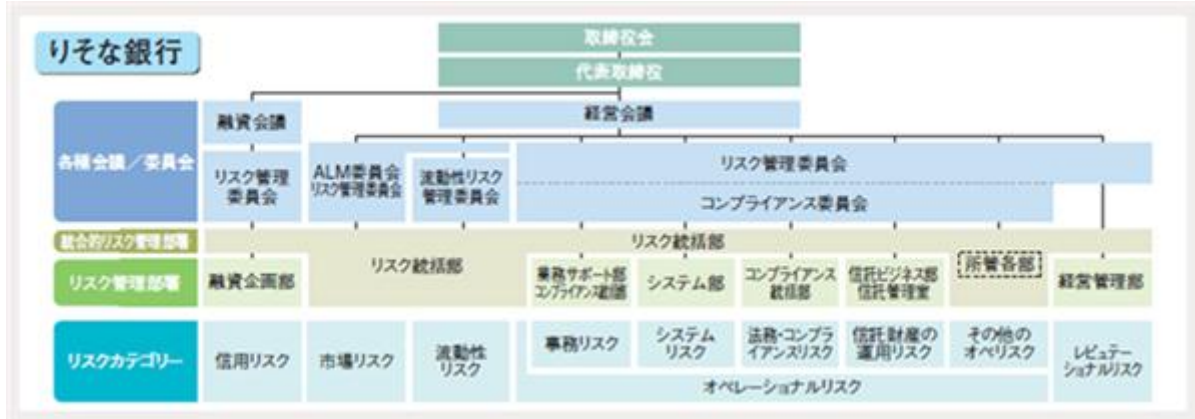 りそな銀行
取締役会
代表取締役
各種会議/委員会
融資会議
経営会議
リスク管理
委員会
ALM委員会
リスク管理委員会
流動性リスク
管理委員会
リスク管理委員会
コンプライアンス委員会
統合的リスク管理部署
リスク統括部
リスク管理部署
融資企画部
リスク統括部
業務サポート部
コンプライアンス統括部
システム部
コンプライアンス
統括部
信託ビジネス部
信託管理室
所管各部
経営管理部
リスクカテゴリー
信用リスク
市場リスク
流動性
リスク
事務リスク
システム
リスク
法務・コンプラ
イアンスリスク
信託財産の
運用リスク
その他の
オペリスク
レピュテー
ショナルリスク
オペレーショナルリスク